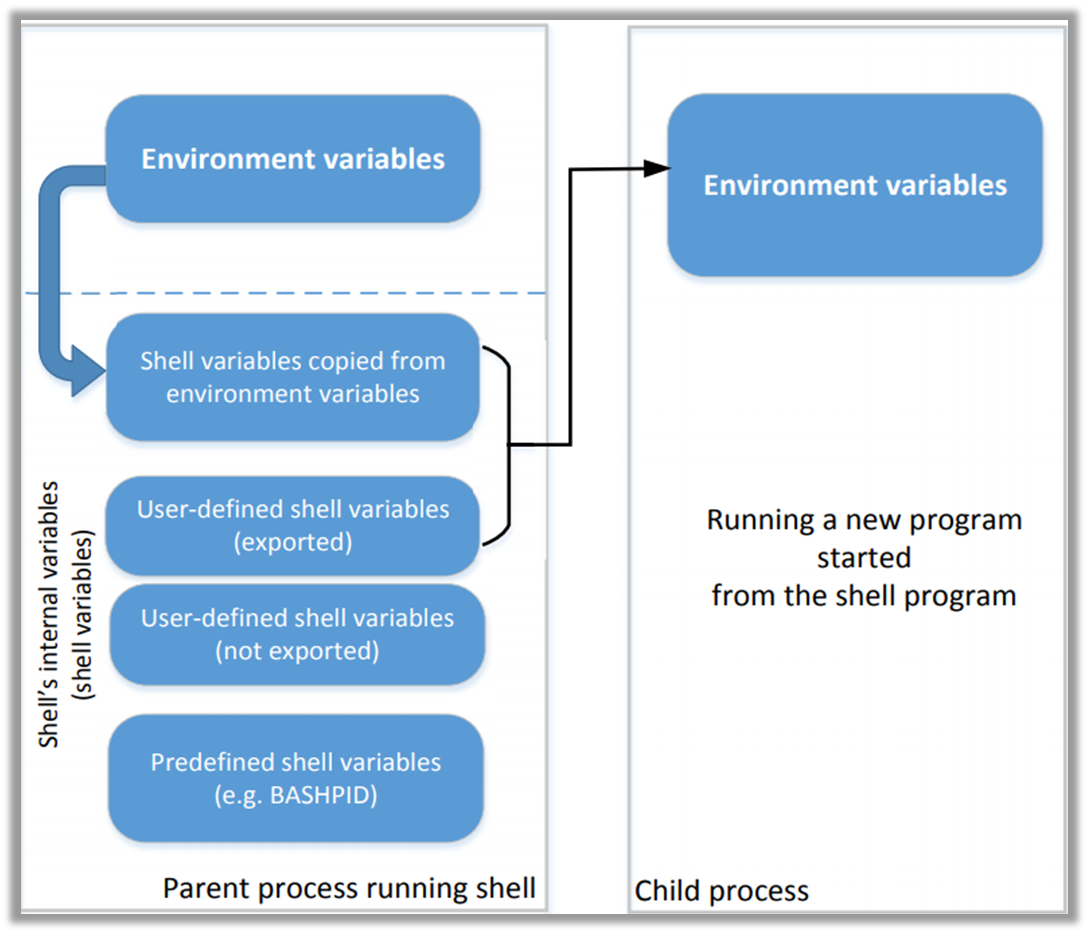 Environment variables
Shell variables copied from
environment variables
User-defined shell variables
(exported)
User-defined shell variables
(not exported)
Predefined shell variables
(e.g. BASHPID)
Shell's internal variables
(shell variables)
Parent process running shell
Environment variables
Running a new program
started
from the shell program
Child process